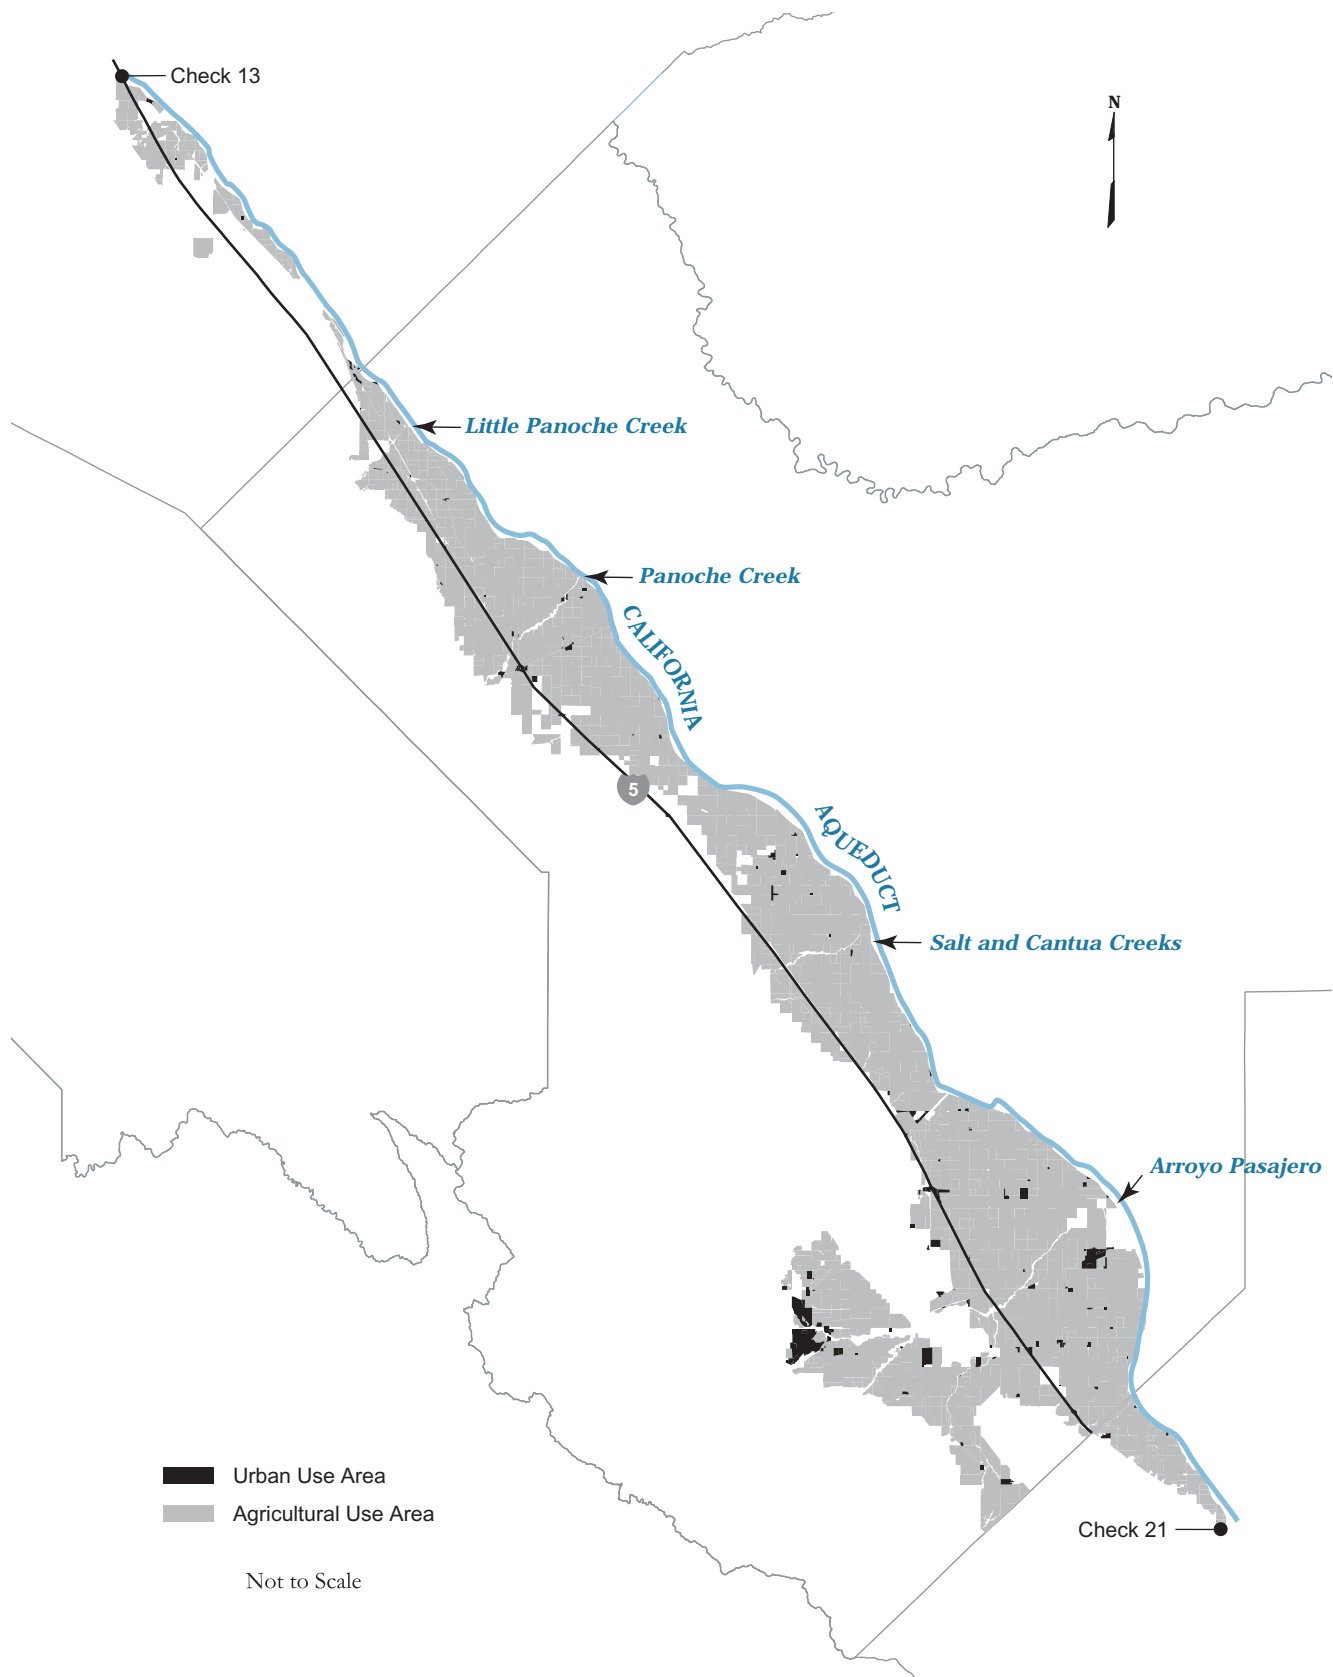 Check 13
N
Little Panoche Creek
Panoche Creek
CALIFORNIA
5
AQUEDUCT
Salt and Cantua Creeks
Arroyo Pasajero
Urban Use Area
Agricultural Use Area
Check 21
Not to Scale